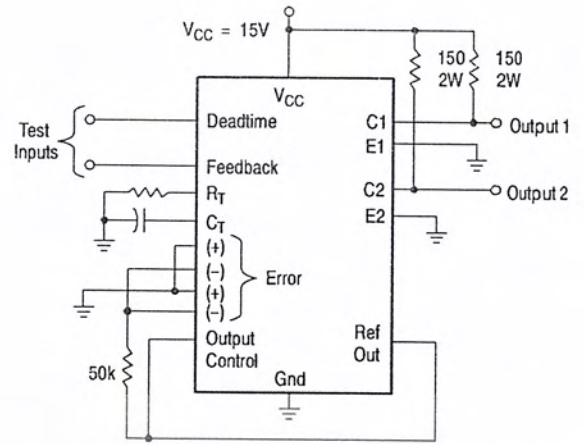 VCC = 15V
150
2W
150
2W
VCC
Test
Inputs
Deadtime
Feedback
RT
CT
(+)
(–)
(+)
(–)
Error
Output
Control
50k
Gnd
C1
E1
C2
E2
Ref
Out
Output 1
Output 2